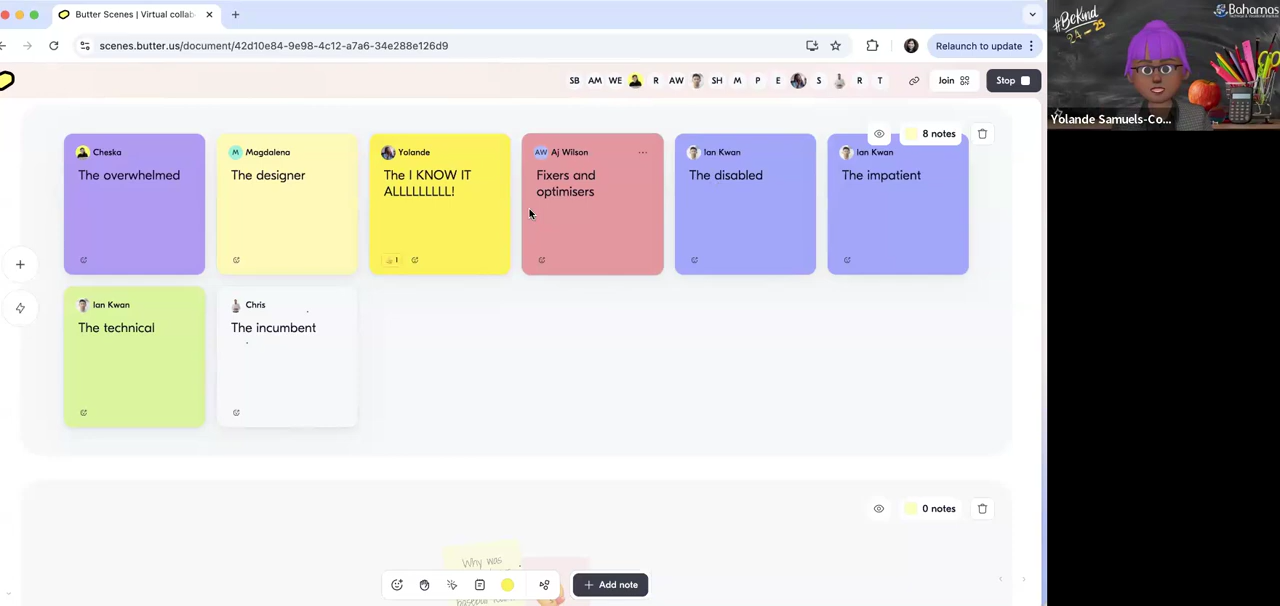 Butter Scenes | Virtual collab
scenes.butter.us/document/42d10e84-9e98-4c12-a7a6-34e288e126d9
Relaunch to update
SB AM WE R AW SH M P E S R T
Join
Stop
8 notes
Cheska
The overwhelmed
M Magdalena
The designer
Yolande
The I KNOW IT
ALLLLLLLLL!
1
AW Aj Wilson
Fixers and
optimisers
Ian Kwan
The disabled
Ian Kwan
The impatient
Ian Kwan
The technical
Chris
The incumbent
0 notes
Why was
Add note
#BeKind
24-25
Bahamas
Yolande Samuels-Co...